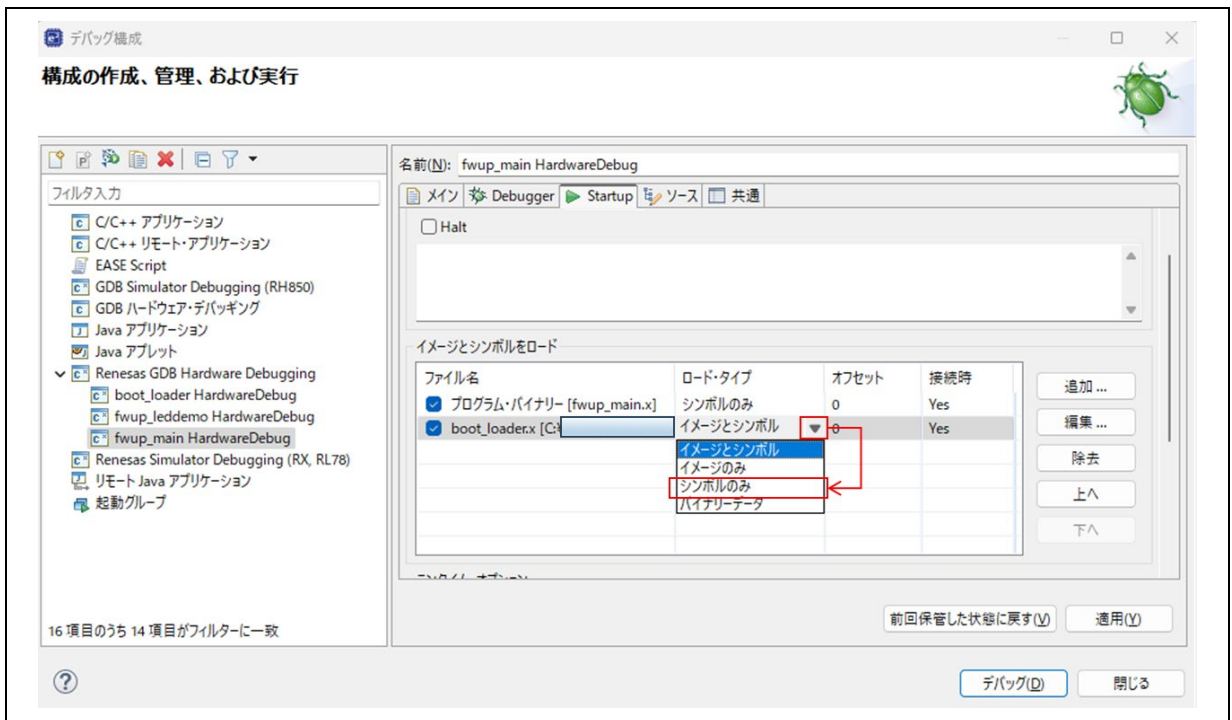 デバッグ構成
構成の作成、管理、および実行
フィルタ入力
C/C++ アプリケーション
C/C++ リモート・アプリケーション
EASE Script
GDB Simulator Debugging (RH850)
GDB ハードウェア・デバッギング
Java アプリケーション
Java アプレット
Renesas GDB Hardware Debugging
boot_loader HardwareDebug
fwup_leddemo HardwareDebug
fwup_main HardwareDebug
Renesas Simulator Debugging (RX, RL78)
リモート Java アプリケーション
起動グループ
16 項目のうち 14 項目がフィルターに一致
名前(N): fwup_main HardwareDebug
メイン Debugger Startup ソース 共通
Halt
イメージとシンボルをロード
ファイル名 ロード・タイプ オフセット 接続時
プログラム・バイナリー [fwup_main.x] シンボルのみ 0 Yes
boot_loader.x [C:\ イメージとシンボル 0 Yes
イメージとシンボル
イメージのみ
シンボルのみ
バイナリーデータ
追加 ...
編集 ...
除去
上へ
下へ
前回保管した状態に戻す(V) 適用(Y)
デバッグ(D) 閉じる